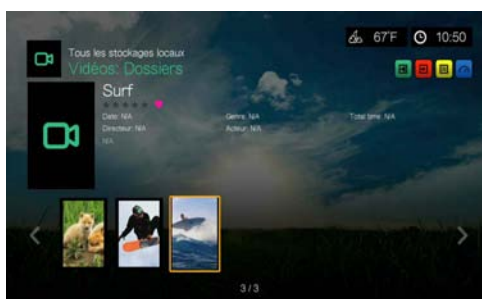 67°F 10:50
Tous les stockages locaux
Vidéos: Dossiers
Surf
Date: N/A Genre: N/A Total time: N/A
Directeur: N/A Acteur: N/A
N/A
3/3